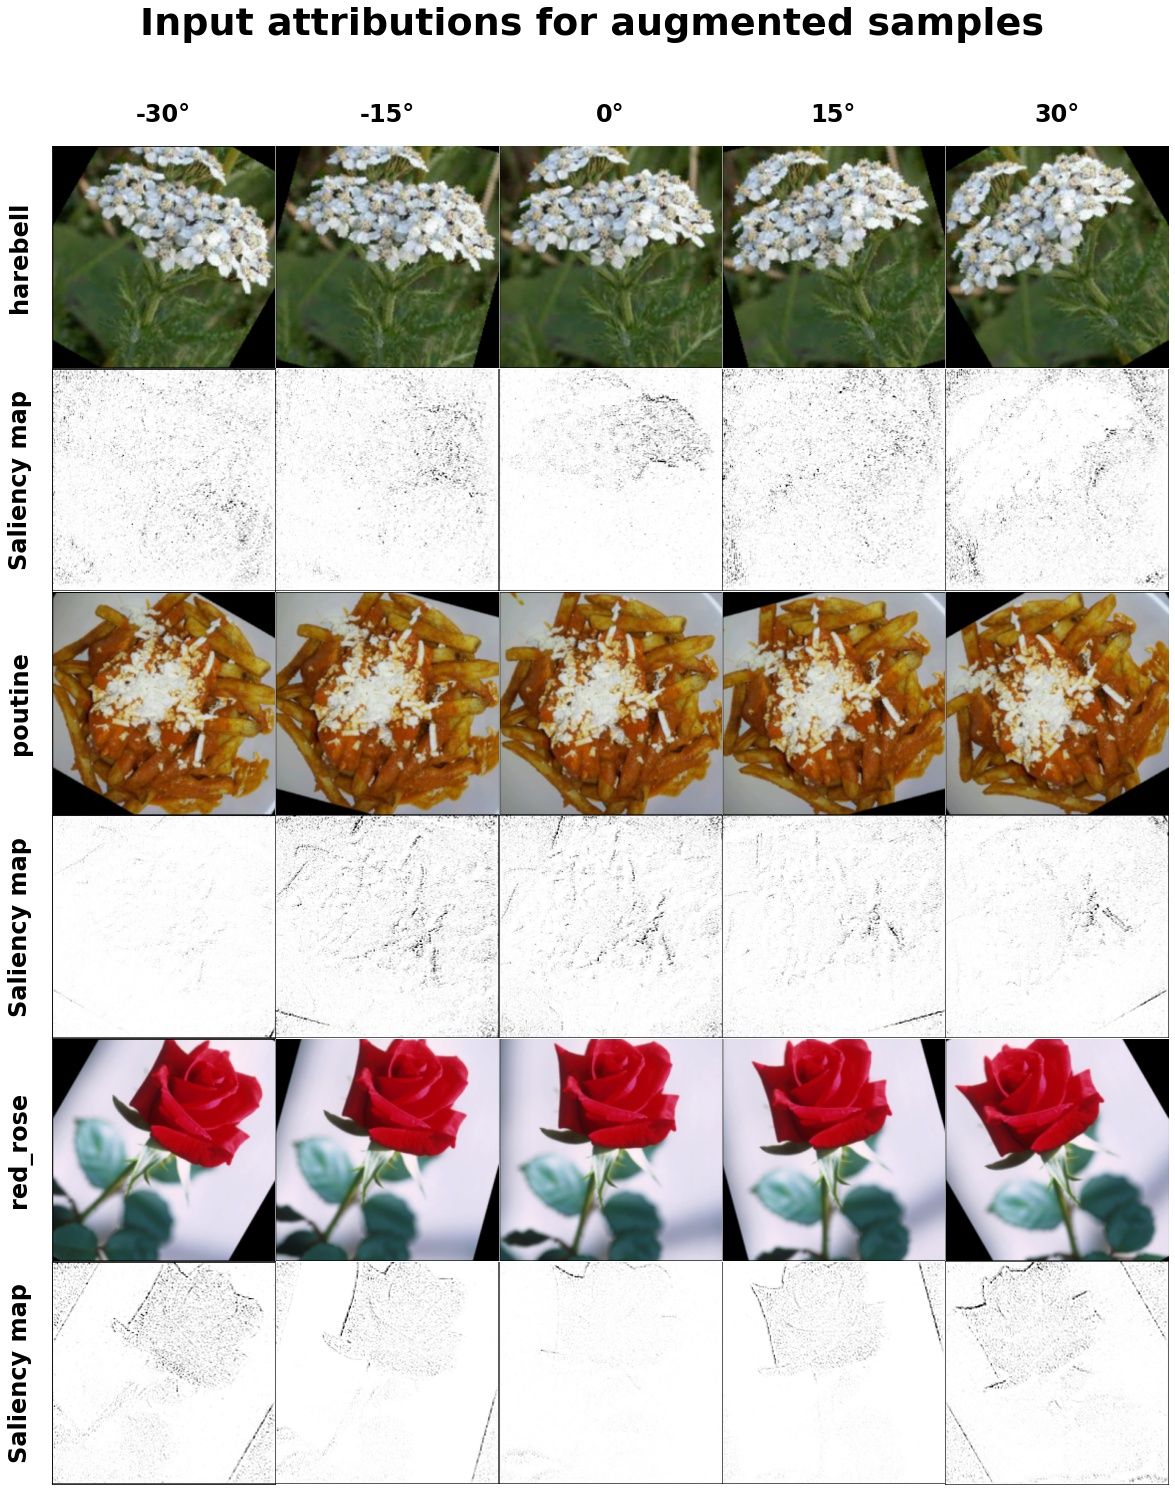 Input attributions for augmented samples
-30° -15° 0° 15° 30°
harebell
Saliency map
poutine
Saliency map
red_rose
Saliency map